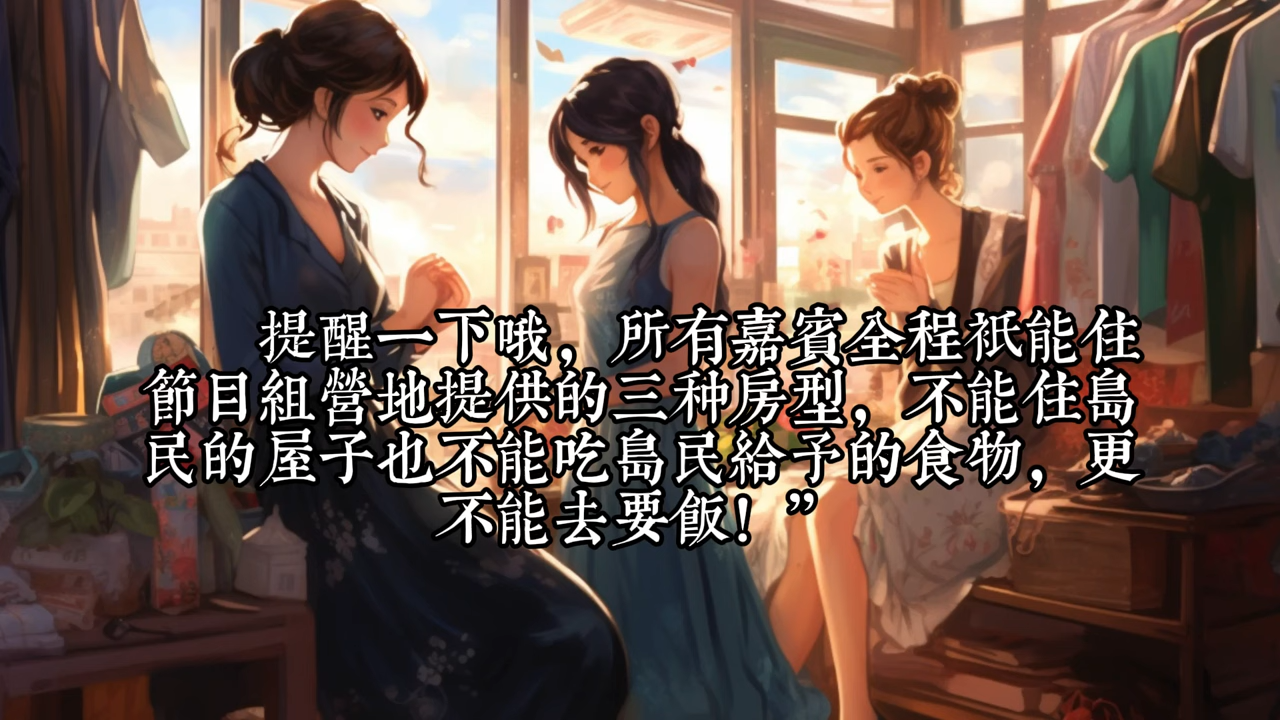 提醒一下哦，所有嘉賓全程祇能住
節目組營地提供的三种房型，不能住島
民的屋子也不能吃島民給予的食物，更
不能去要飯！”